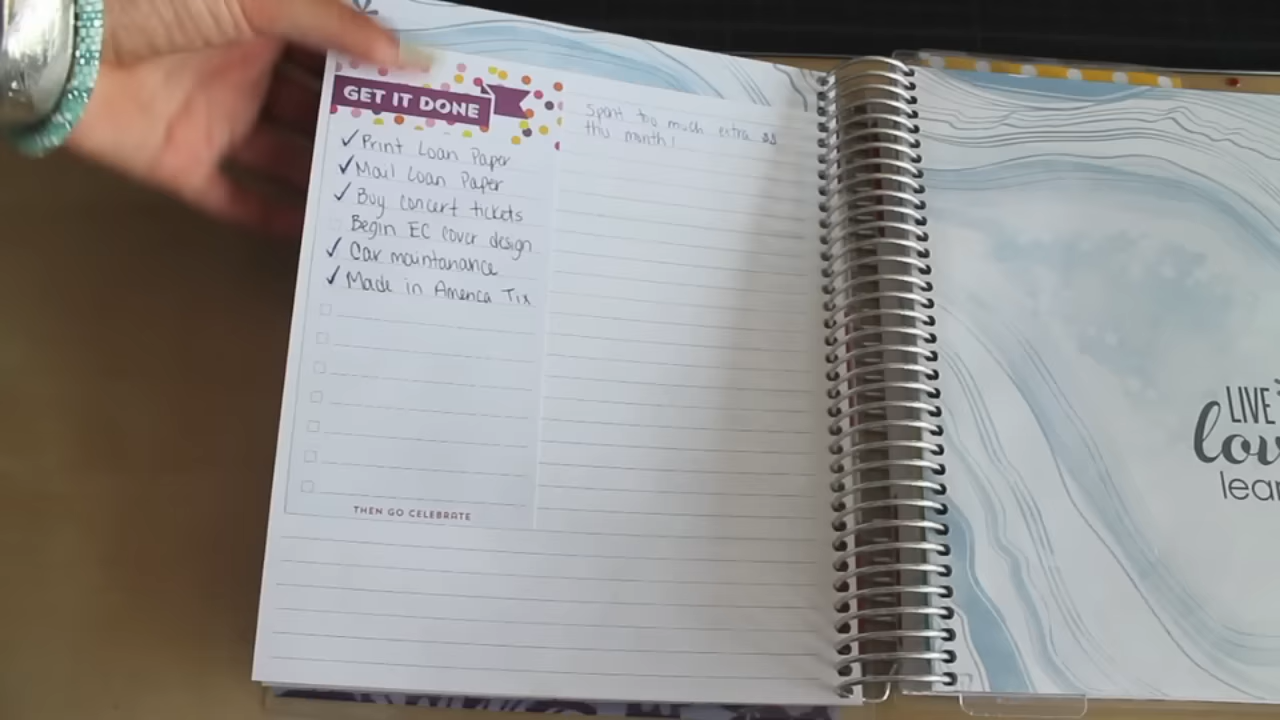 GET IT DONE
✓ Print Loan Paper
✓ Mail Loan Paper
✓ Buy concert tickets
Begin EC cover design
✓ Car maintanance
✓ Made in America Tix
THEN GO CELEBRATE
Spent too much extra $$
this month!
LIVE
lov
lear